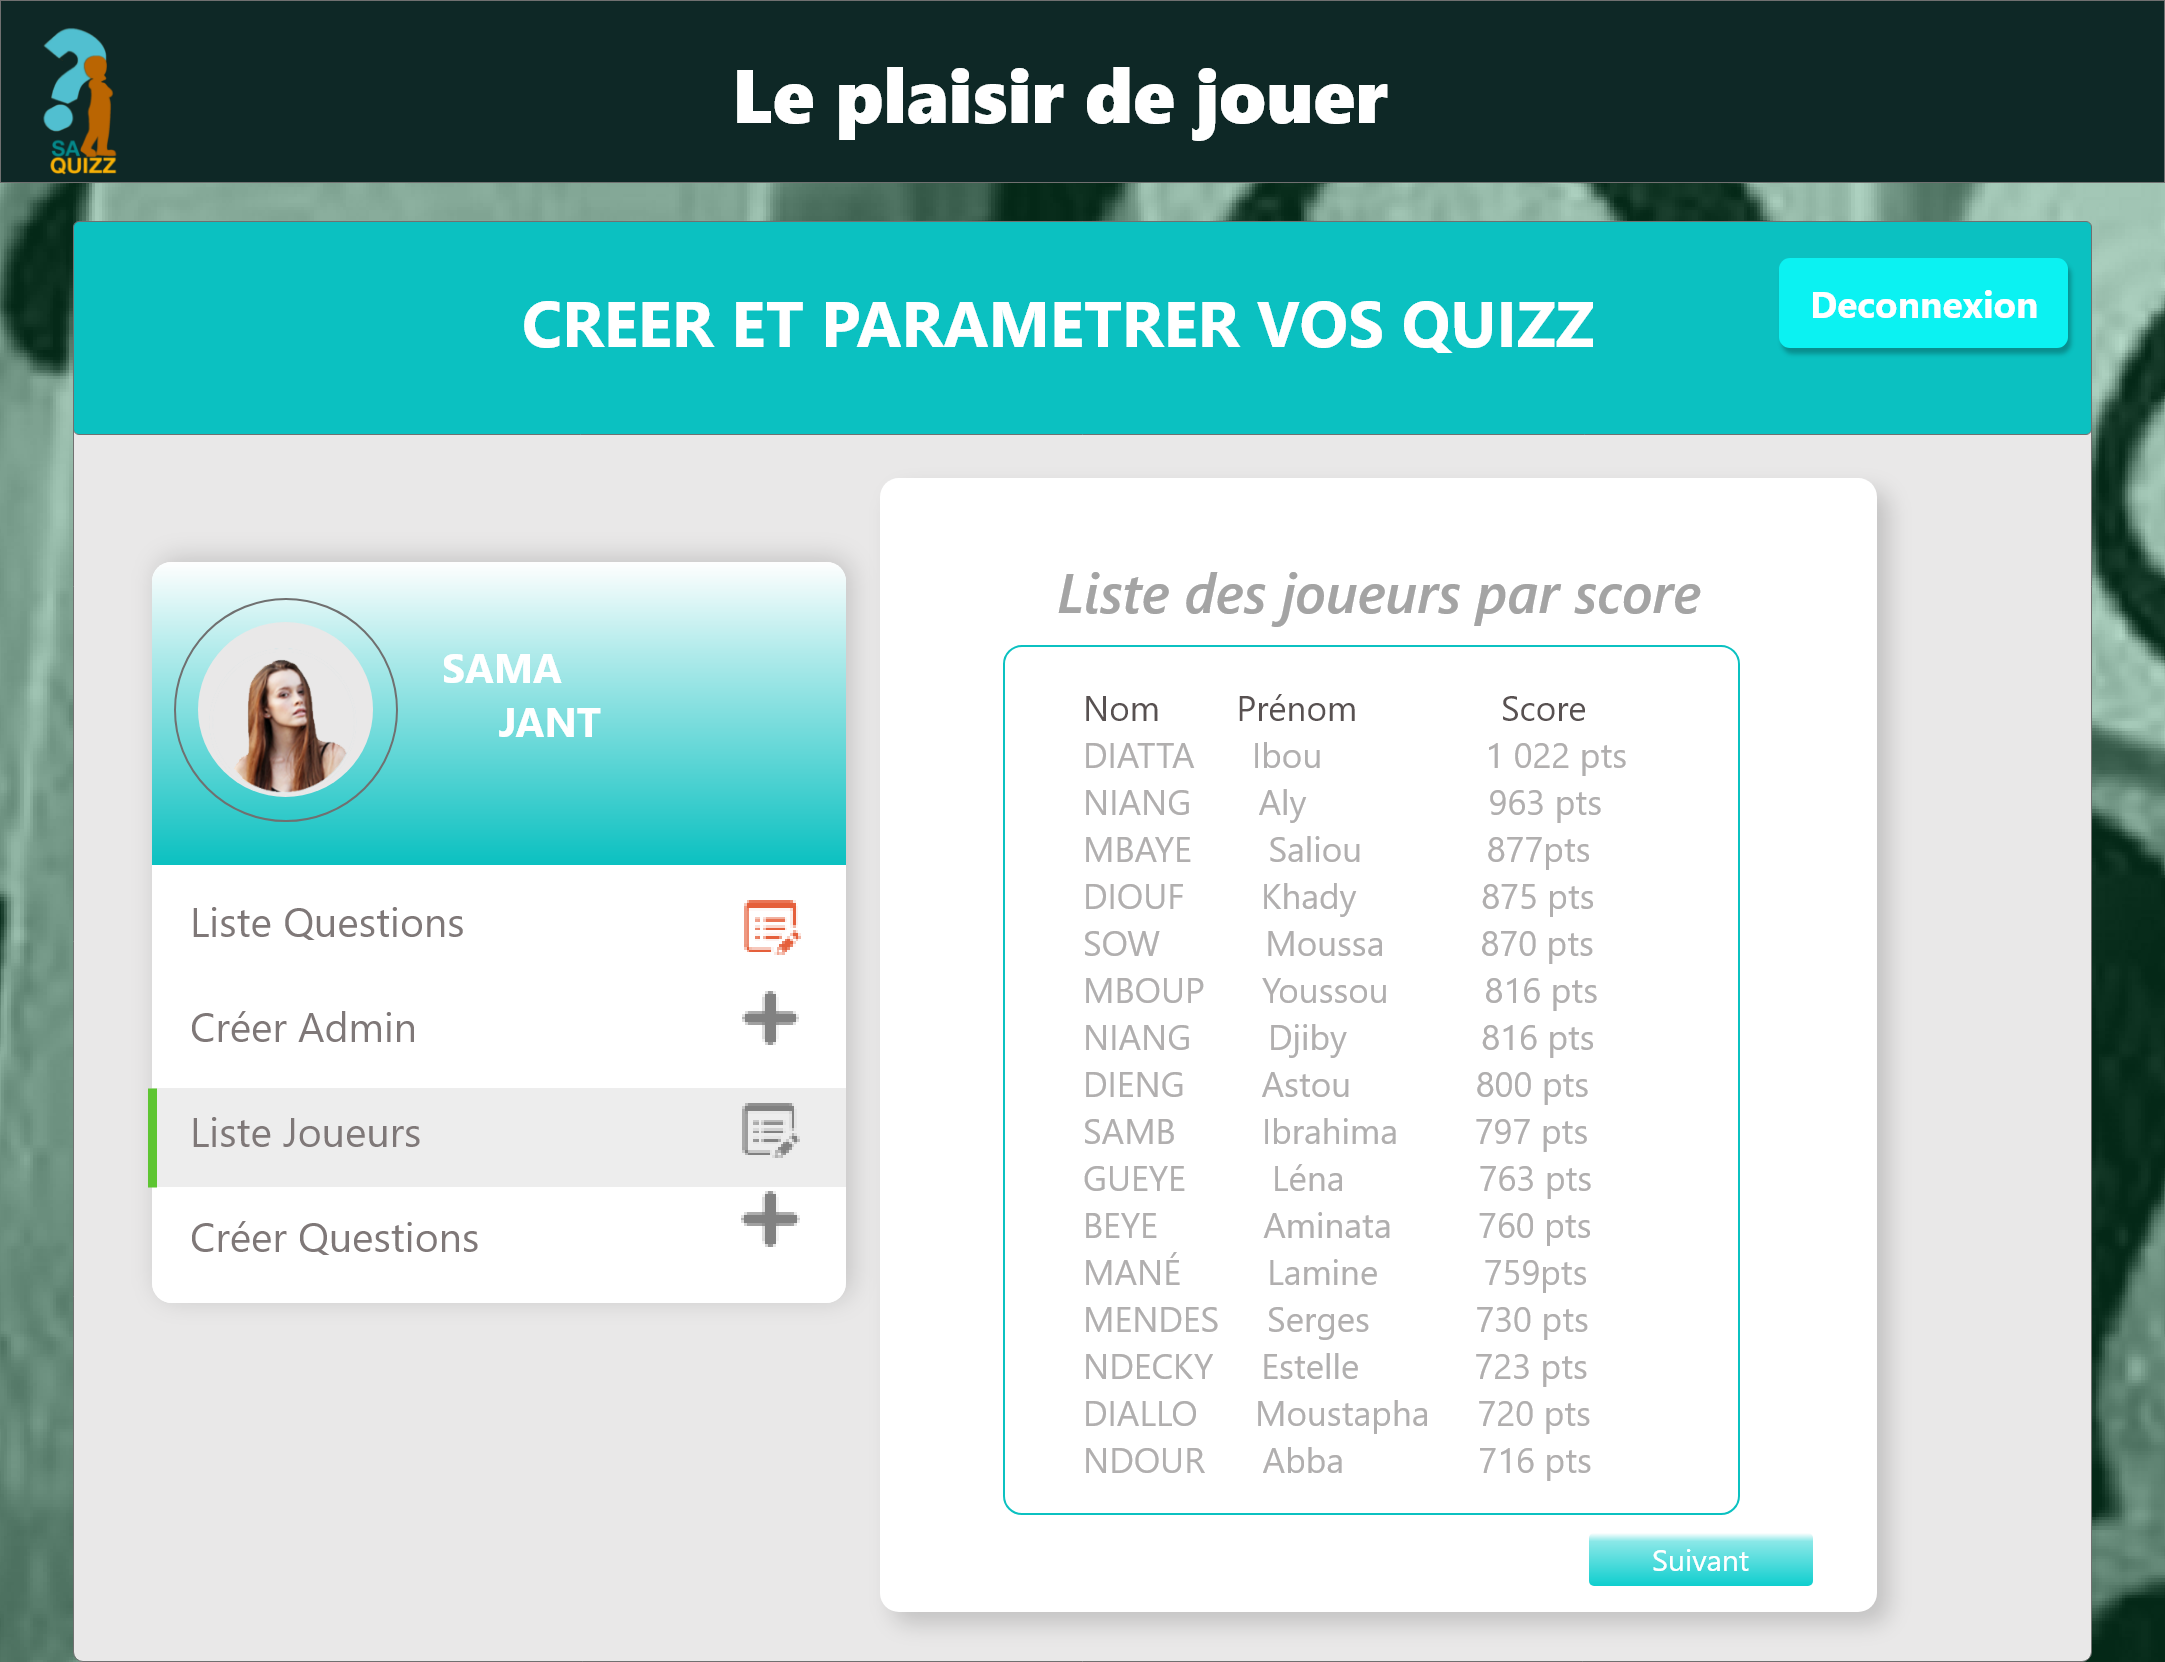 SA
QUIZZ
Le plaisir de jouer
CREER ET PARAMETRER VOS QUIZZ
Deconnexion
SAMA
JANT
Liste Questions
Créer Admin
Liste Joueurs
Créer Questions
Liste des joueurs par score
Nom Prénom Score
DIATTA Ibou 1 022 pts
NIANG Aly 963 pts
MBAYE Saliou 877pts
DIOUF Khady 875 pts
SOW Moussa 870 pts
MBOUP Youssou 816 pts
NIANG Djiby 816 pts
DIENG Astou 800 pts
SAMB Ibrahima 797 pts
GUEYE Léna 763 pts
BEYE Aminata 760 pts
MANÉ Lamine 759pts
MENDES Serges 730 pts
NDECKY Estelle 723 pts
DIALLO Moustapha 720 pts
NDOUR Abba 716 pts
Suivant